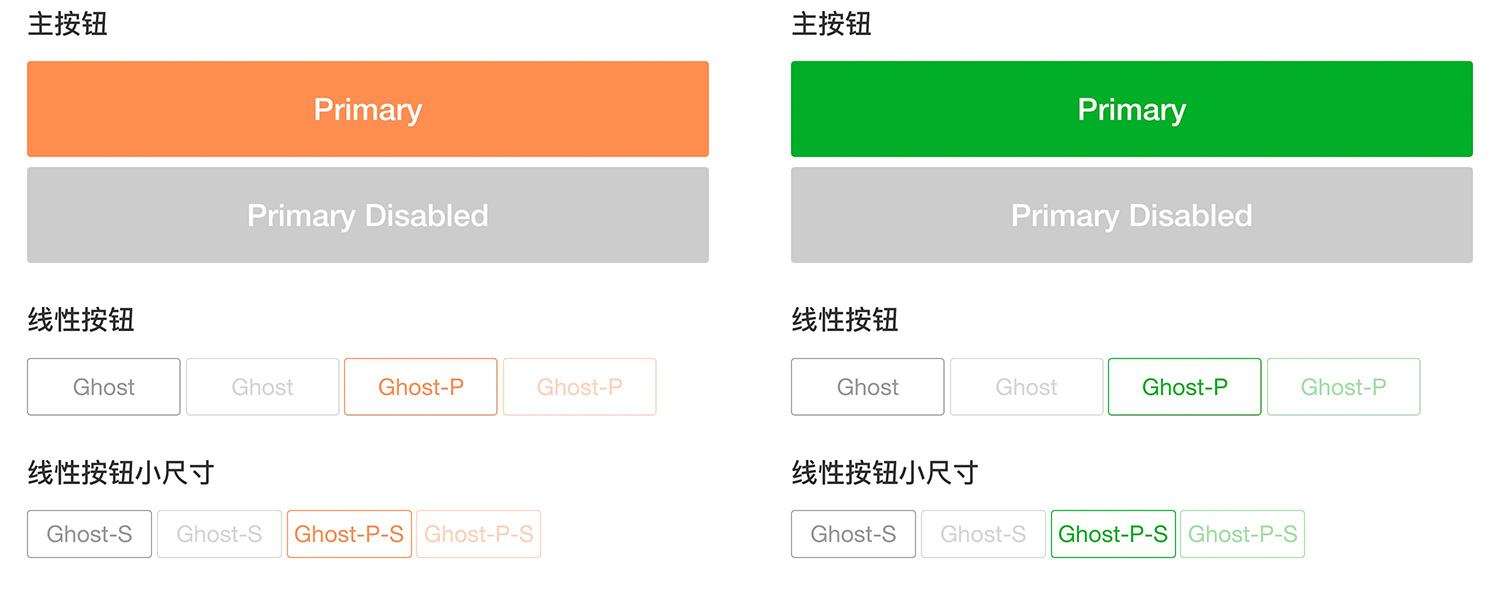 主按钮
Primary
Primary Disabled
线性按钮
Ghost Ghost Ghost-P Ghost-P
线性按钮小尺寸
Ghost-S Ghost-S Ghost-P-S Ghost-P-S
主按钮
Primary
Primary Disabled
线性按钮
Ghost Ghost Ghost-P Ghost-P
线性按钮小尺寸
Ghost-S Ghost-S Ghost-P-S Ghost-P-S